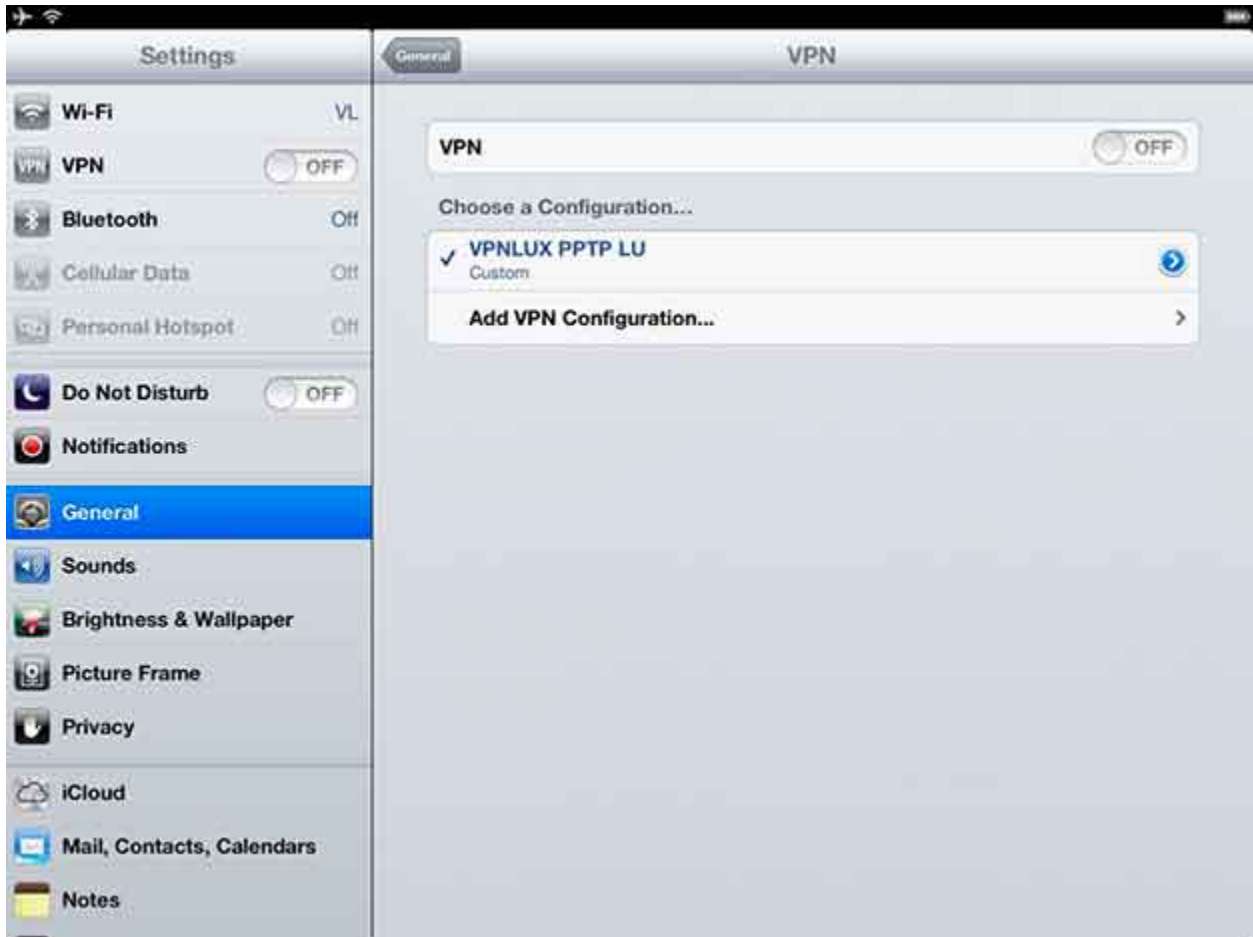 Settings
General
VPN
Wi-Fi VL
VPN OFF
Bluetooth Off
Cellular Data Off
Personal Hotspot Off
Do Not Disturb OFF
Notifications
General
Sounds
Brightness & Wallpaper
Picture Frame
Privacy
iCloud
Mail, Contacts, Calendars
Notes
VPN OFF
Choose a Configuration...
VPNLUX PPTP LU
Custom
Add VPN Configuration...